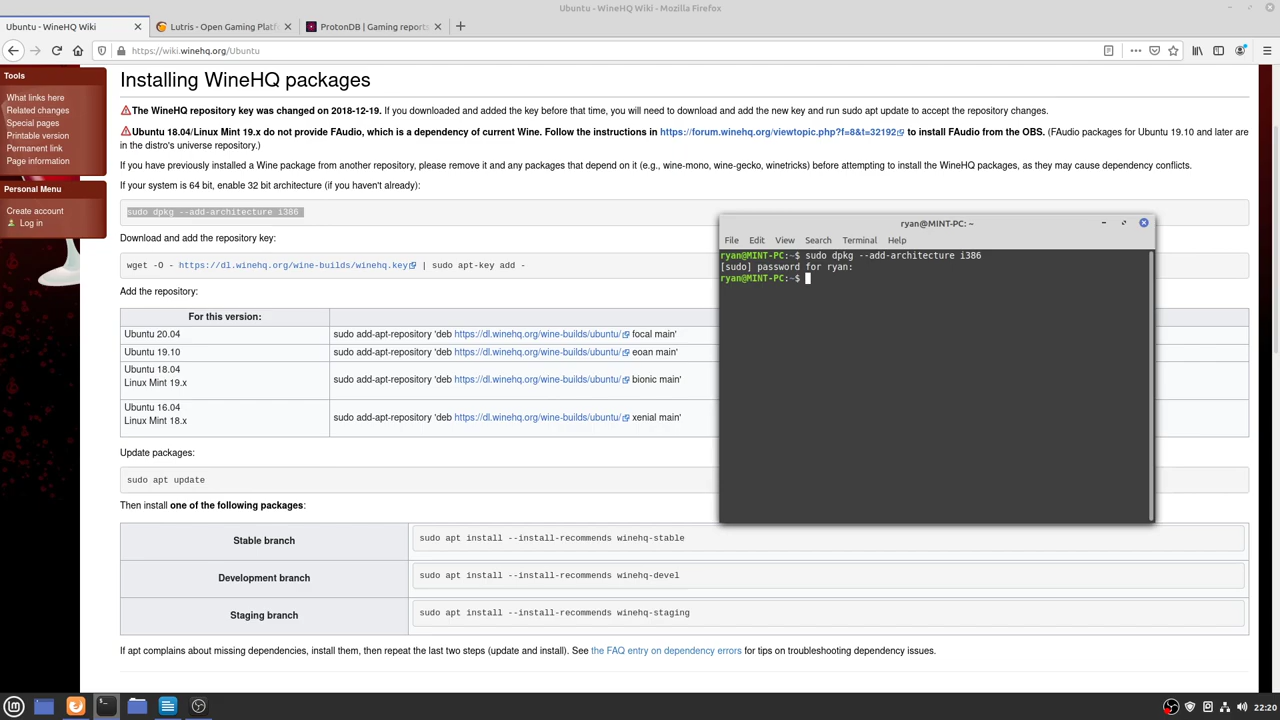 Ubuntu - WineHQ Wiki - Mozilla Firefox
Ubuntu - WineHQ Wiki
Lutris - Open Gaming Platf
ProtonDB | Gaming reports
https://wiki.winehq.org/Ubuntu
Tools
What links here
Related changes
Special pages
Printable version
Permanent link
Page information
Personal Menu
Create account
Log in
Installing WineHQ packages
The WineHQ repository key was changed on 2018-12-19. If you downloaded and added the key before that time, you will need to download and add the new key and run sudo apt update to accept the repository changes.
Ubuntu 18.04/Linux Mint 19.x do not provide FAudio, which is a dependency of current Wine. Follow the instructions in https://forum.winehq.org/viewtopic.php?f=8&t=32192 to install FAudio from the OBS. (FAudio packages for Ubuntu 19.10 and later are
in the distro's universe repository.)
If you have previously installed a Wine package from another repository, please remove it and any packages that depend on it (e.g., wine-mono, wine-gecko, winetricks) before attempting to install the WineHQ packages, as they may cause dependency conflicts.
If your system is 64 bit, enable 32 bit architecture (if you haven't already):
sudo dpkg --add-architecture i386
Download and add the repository key:
wget -O - https://dl.winehq.org/wine-builds/winehq.key | sudo apt-key add -
Add the repository:
For this version:
Ubuntu 20.04
sudo add-apt-repository 'deb https://dl.winehq.org/wine-builds/ubuntu/ focal main'
Ubuntu 19.10
sudo add-apt-repository 'deb https://dl.winehq.org/wine-builds/ubuntu/ eoan main'
Ubuntu 18.04
Linux Mint 19.x
sudo add-apt-repository 'deb https://dl.winehq.org/wine-builds/ubuntu/ bionic main'
Ubuntu 16.04
Linux Mint 18.x
sudo add-apt-repository 'deb https://dl.winehq.org/wine-builds/ubuntu/ xenial main'
Update packages:
sudo apt update
Then install one of the following packages:
Stable branch
sudo apt install --install-recommends winehq-stable
Development branch
sudo apt install --install-recommends winehq-devel
Staging branch
sudo apt install --install-recommends winehq-staging
If apt complains about missing dependencies, install them, then repeat the last two steps (update and install). See the FAQ entry on dependency errors for tips on troubleshooting dependency issues.
ryan@MINT-PC: ~
File Edit View Search Terminal Help
ryan@MINT-PC:~$ sudo dpkg --add-architecture i386
[sudo] password for ryan:
ryan@MINT-PC:~$
22:20